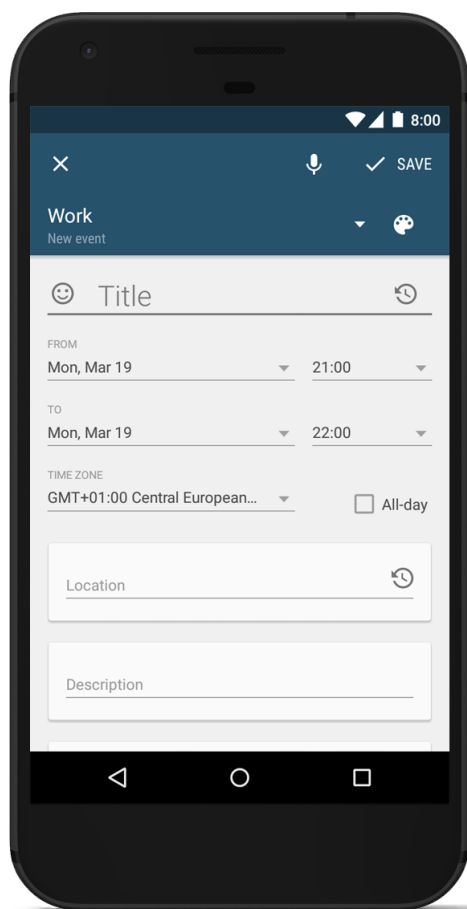 8:00
SAVE
Work
New event
Title
FROM
Mon, Mar 19 21:00
TO
Mon, Mar 19 22:00
TIME ZONE
GMT+01:00 Central European...
All-day
Location
Description